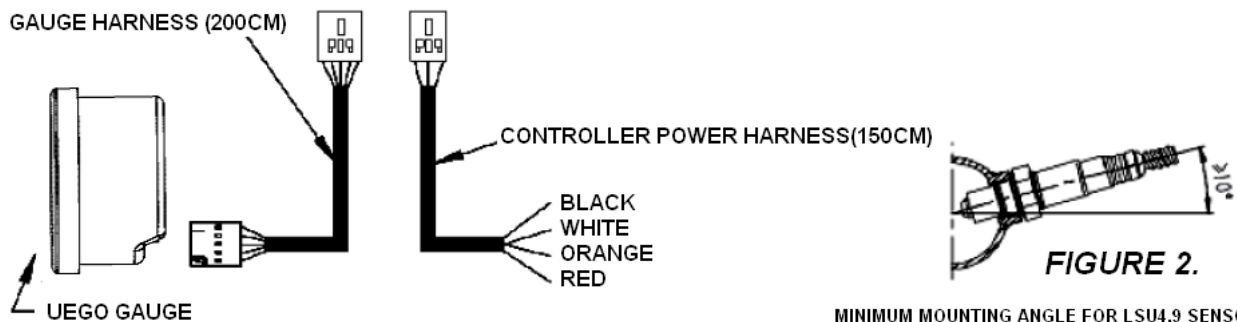 GAUGE HARNESS (200CM)
CONTROLLER POWER HARNESS(150CM)
BLACK
WHITE
ORANGE
RED
UEGO GAUGE
≥10°
FIGURE 2.
MINIMUM MOUNTING ANGLE FOR LSU4.9 SENSO